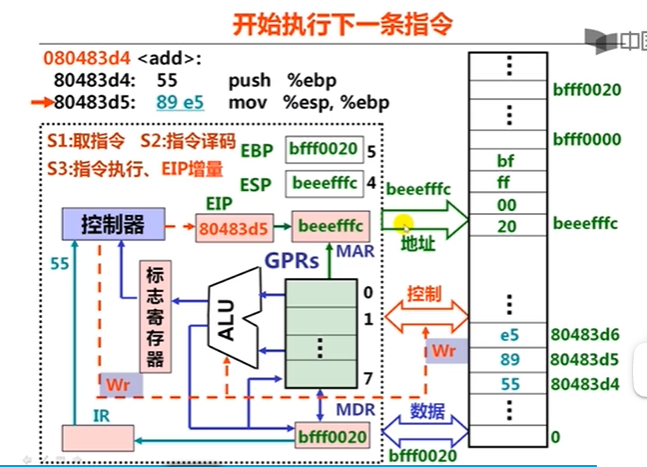 开始执行下一条指令
中国
080483d4 <add>:
80483d4: 55 push %ebp
80483d5: 89 e5 mov %esp, %ebp
S1:取指令 S2:指令译码
S3:指令执行、EIP增量
EBP bfff0020 5
ESP beeefffc 4
EIP
控制器
80483d5
beeefffc
MAR
55
标志寄存器
ALU
GPRs
0
1
⋮
7
Wr
IR
MDR
bfff0020
beeefffc
地址
控制
Wr
数据
bfff0020
⋮
bfff0020
⋮
bfff0000
bf
ff
00
20 beeefffc
⋮
e5 80483d6
89 80483d5
55 80483d4
⋮
0